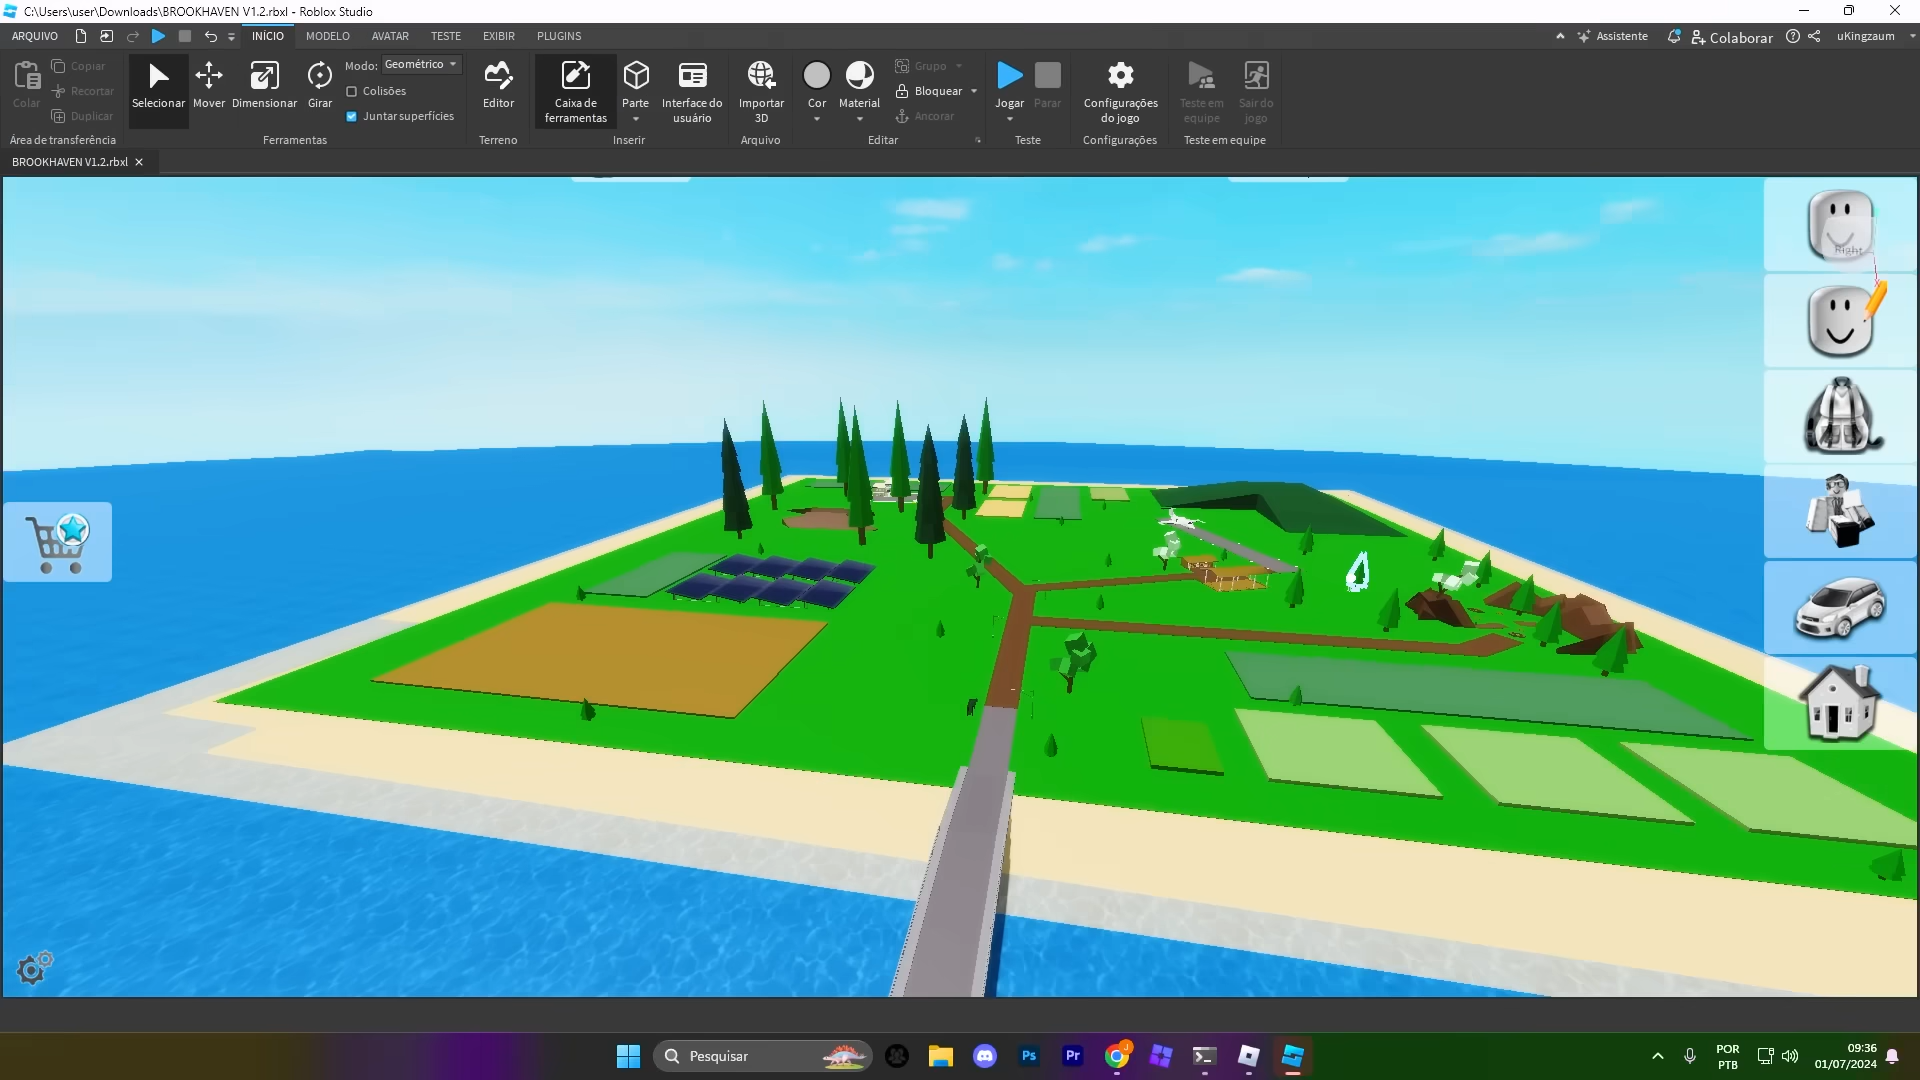 C:\Users\user\Downloads\BROOKHAVEN V1.2.rbxl - Roblox Studio
ARQUIVO
INÍCIO
MODELO
AVATAR
TESTE
EXIBIR
PLUGINS
Assistente
Colaborar
uKingzaum
Colar
Copiar
Recortar
Duplicar
Área de transferência
Selecionar
Mover
Dimensionar
Girar
Modo:
Geométrico
Colisões
Juntar superfícies
Ferramentas
Editor
Terreno
Caixa de
ferramentas
Parte
Interface do
usuário
Inserir
Importar
3D
Arquivo
Cor
Material
Grupo
Bloquear
Ancorar
Editar
Jogar
Parar
Teste
Configurações
do jogo
Configurações
Teste em
equipe
Sair do
jogo
Teste em equipe
BROOKHAVEN V1.2.rbxl
Right
Pesquisar
Ps
Pr
J
POR
PTB
09:36
01/07/2024